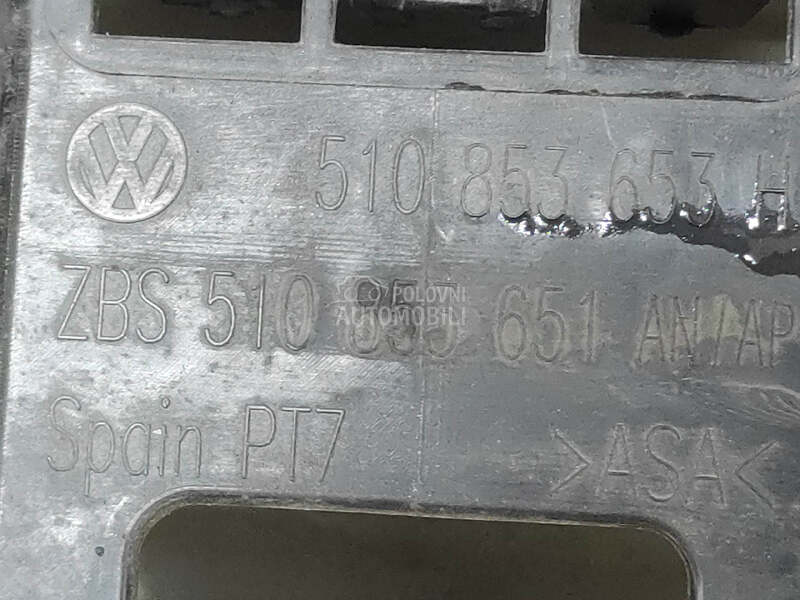 510 853 653 H
ZBS 510 853 651 AN/AP
POLOVNI
AUTOMOBILI
Spain PT7
>ASA<